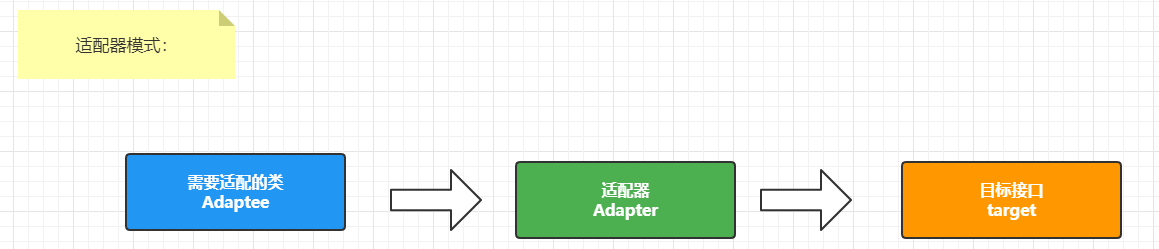 适配器模式：
需要适配的类
Adaptee
适配器
Adapter
目标接口
target